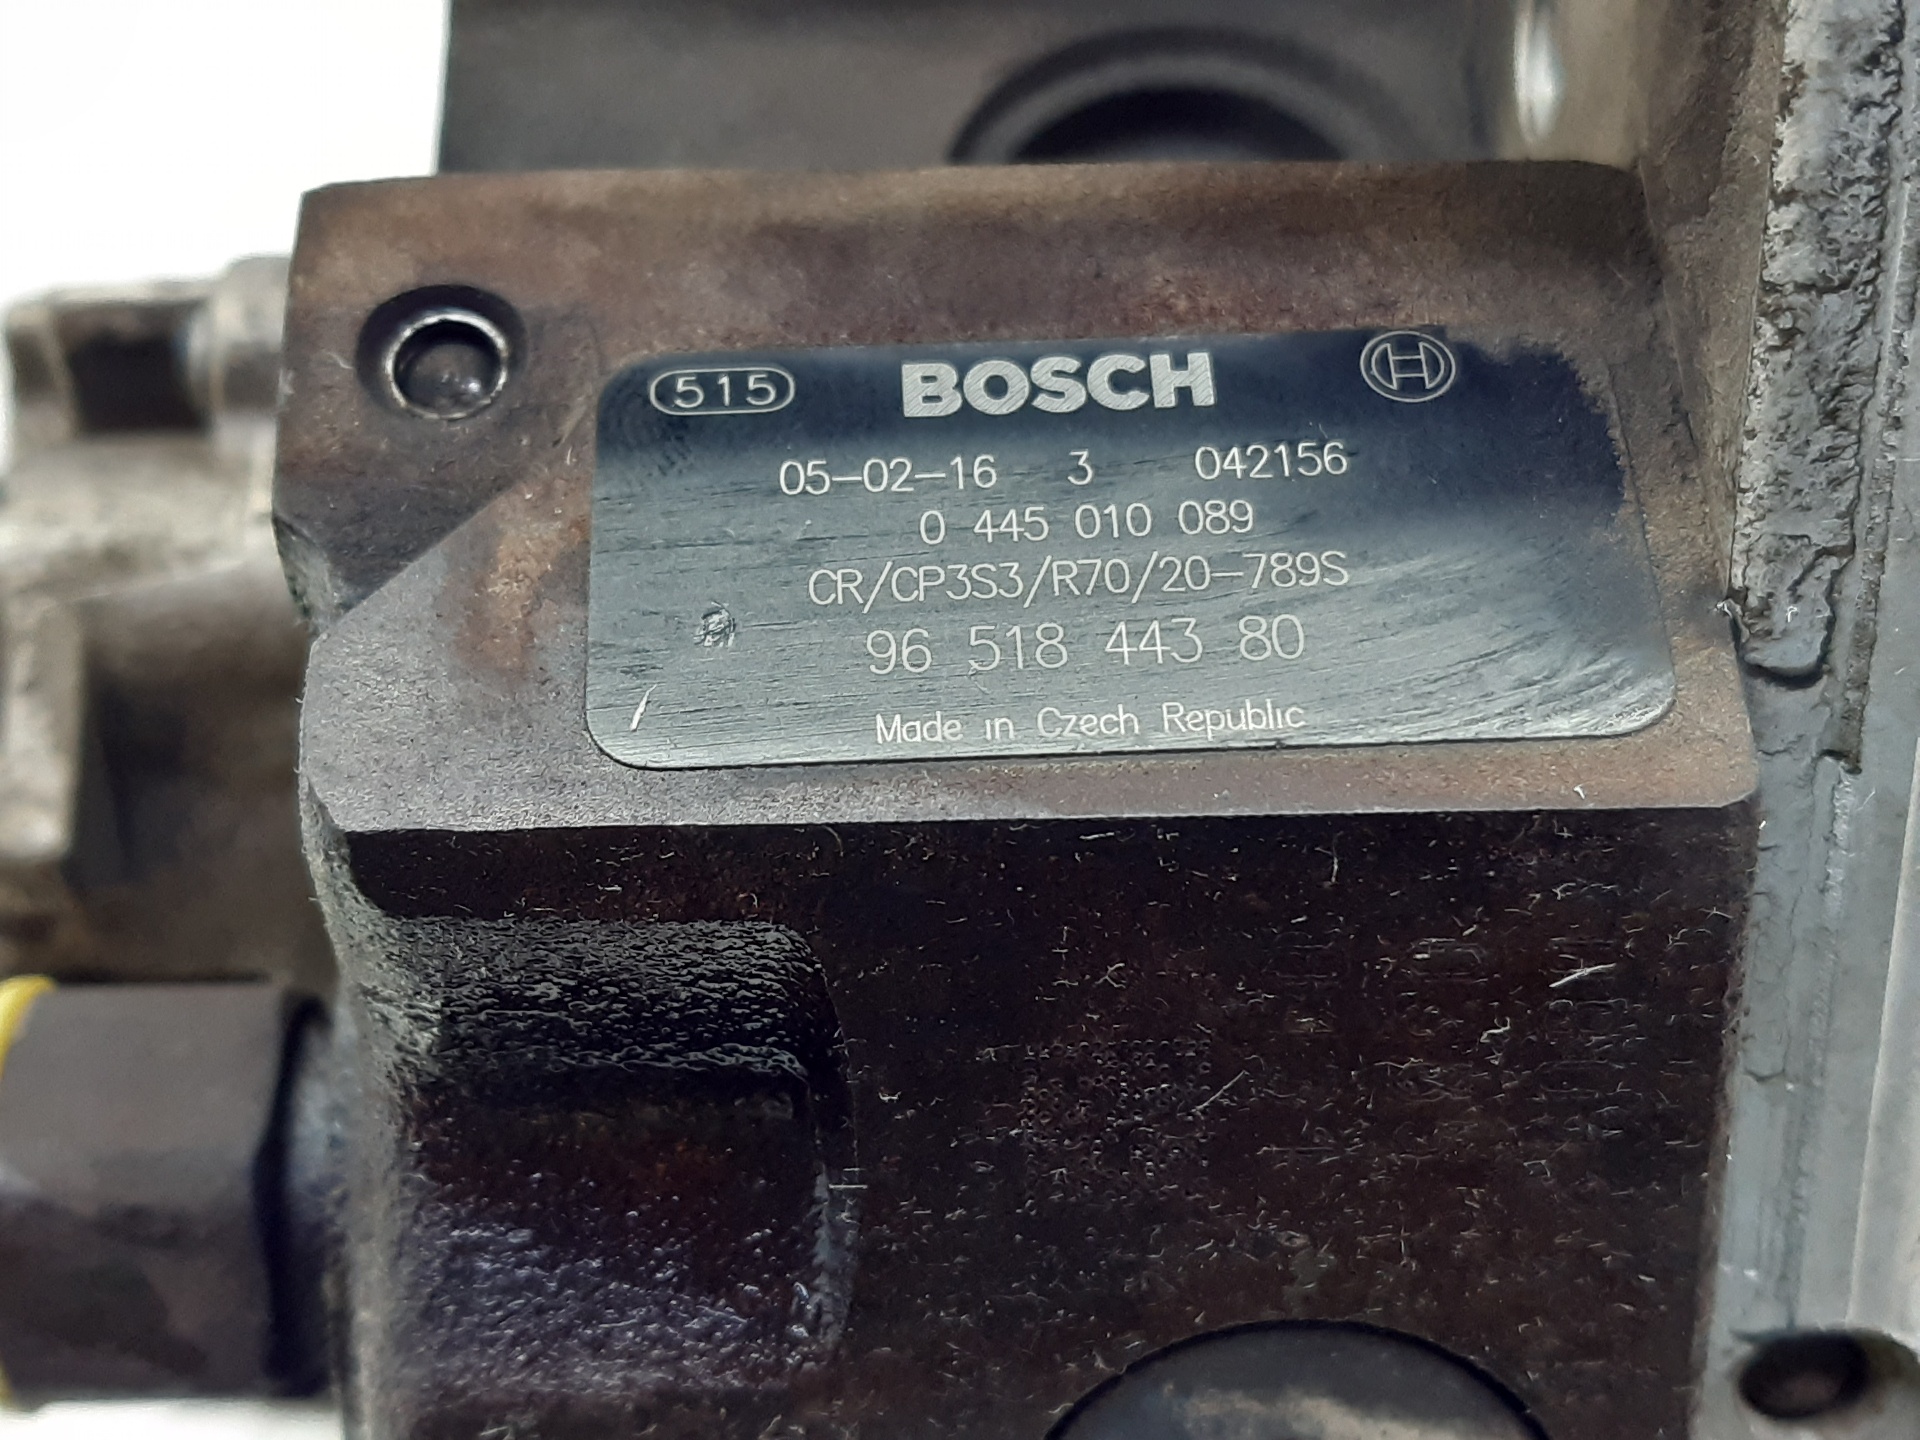 515 BOSCH
05-02-16 3 042156
0 445 010 089
CR/CP3S3/R70/20-789S
96 518 443 80
Made in Czech Republic